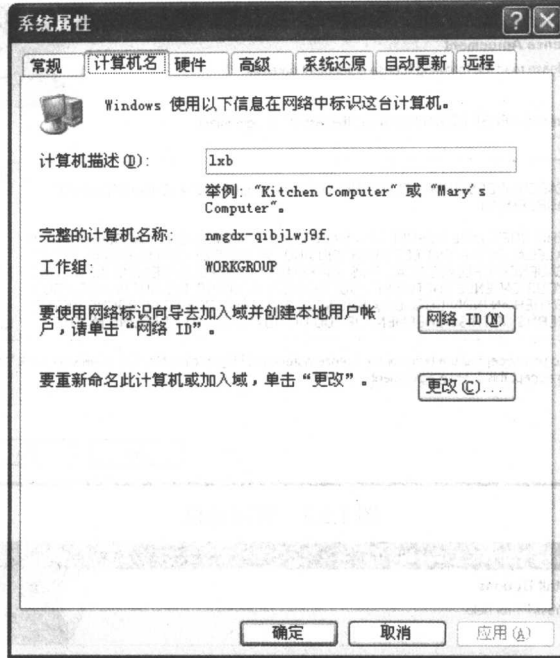 系统属性
常规 计算机名 硬件 高级 系统还原 自动更新 远程
Windows 使用以下信息在网络中标识这台计算机。
计算机描述(D): lxb
举例: "Kitchen Computer" 或 "Mary's
Computer"。
完整的计算机名称: nmgdx-qibjlwj9f.
工作组: WORKGROUP
要使用网络标识向导去加入域并创建本地用户帐
户,请单击“网络 ID”。
网络 ID(N)
要重新命名此计算机或加入域,单击“更改”。
更改(C)...
确定 取消 应用(A)